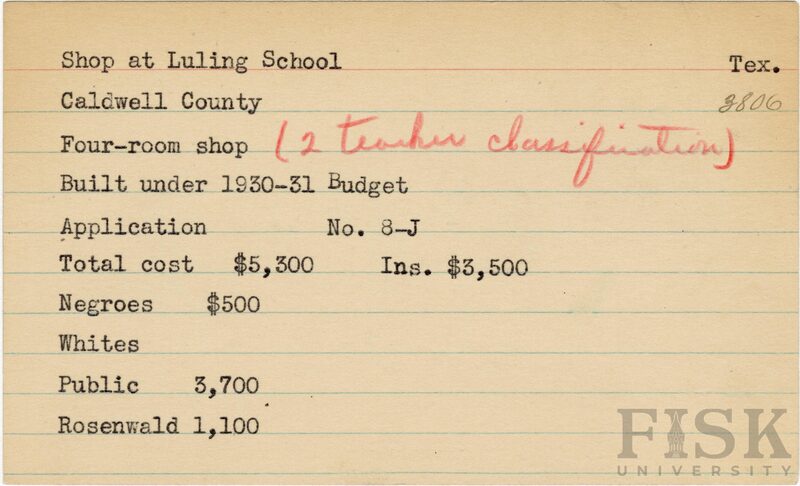 Shop at Luling School Tex.
Caldwell County 3806
Four-room shop (2 teacher classification)
Built under 1930-31 Budget
Application No. 8-J
Total cost $5,300 Ins. $3,500
Negroes $500
Whites
Public 3,700
Rosenwald 1,100
FISK
UNIVERSITY